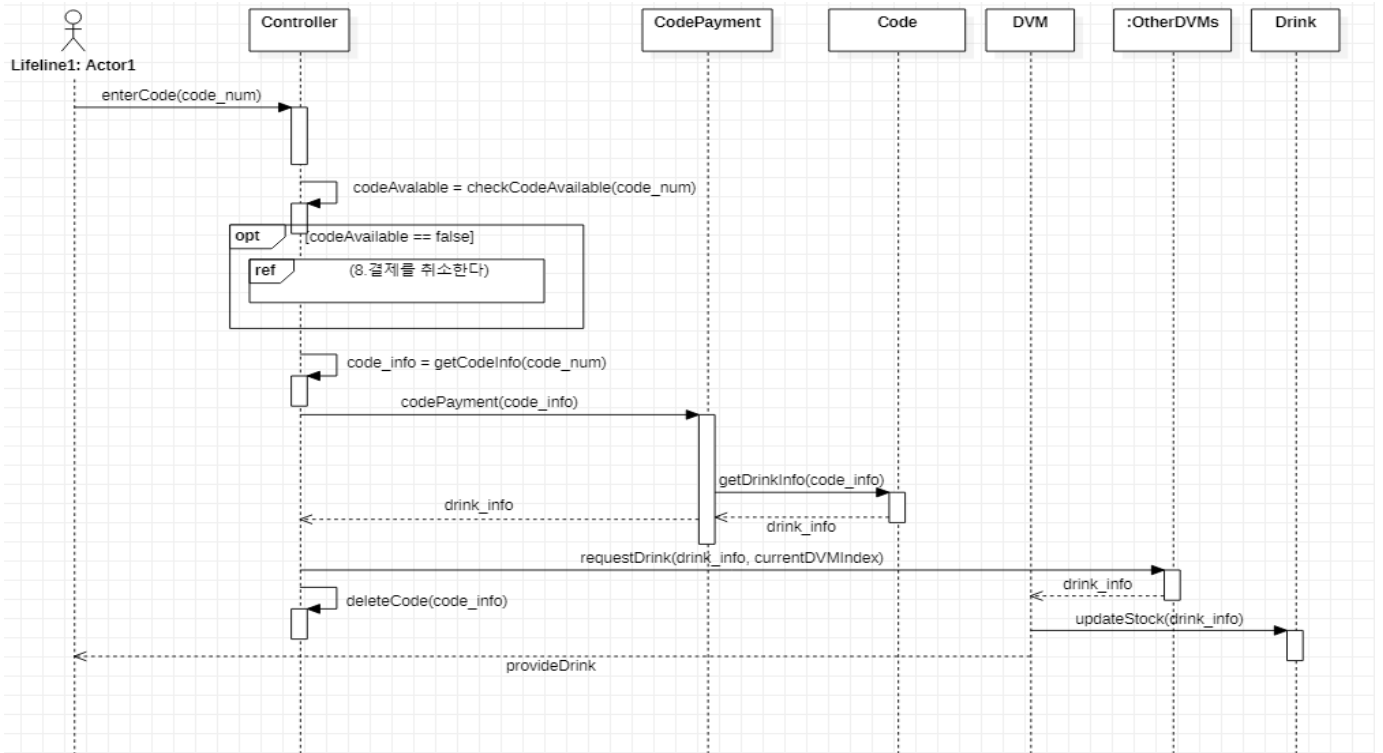 Controller
CodePayment
Code
DVM
:OtherDVMs
Drink
Lifeline1: Actor1
enterCode(code_num)
codeAvalable = checkCodeAvailable(code_num)
opt
[codeAvailable == false]
ref
(8.결제를 취소한다)
code_info = getCodeInfo(code_num)
codePayment(code_info)
getDrinkInfo(code_info)
drink_info
drink_info
requestDrink(drink_info, currentDVMIndex)
drink_info
deleteCode(code_info)
updateStock(drink_info)
provideDrink